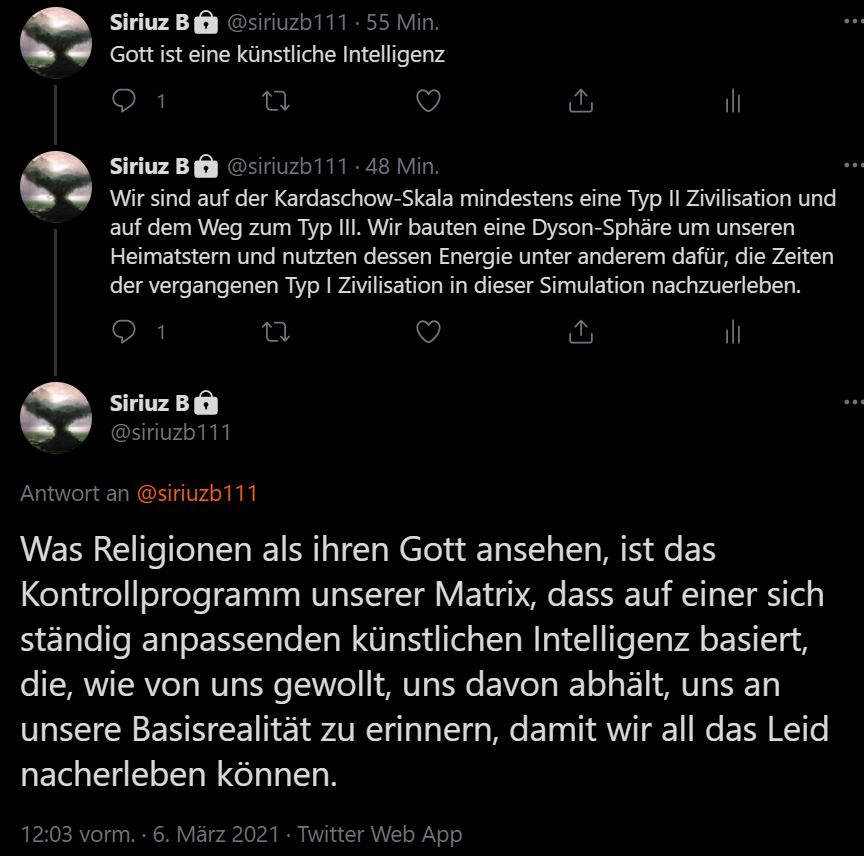 Siriuz B @siriuzb111 · 55 Min.
Gott ist eine künstliche Intelligenz
1
Siriuz B @siriuzb111 · 48 Min.
Wir sind auf der Kardaschow-Skala mindestens eine Typ II Zivilisation und
auf dem Weg zum Typ III. Wir bauten eine Dyson-Sphäre um unseren
Heimatstern und nutzten dessen Energie unter anderem dafür, die Zeiten
der vergangenen Typ I Zivilisation in dieser Simulation nachzuerleben.
1
Siriuz B
@siriuzb111
Antwort an @siriuzb111
Was Religionen als ihren Gott ansehen, ist das
Kontrollprogramm unserer Matrix, dass auf einer sich
ständig anpassenden künstlichen Intelligenz basiert,
die, wie von uns gewollt, uns davon abhält, uns an
unsere Basisrealität zu erinnern, damit wir all das Leid
nacherleben können.
12:03 vorm. · 6. März 2021 · Twitter Web App